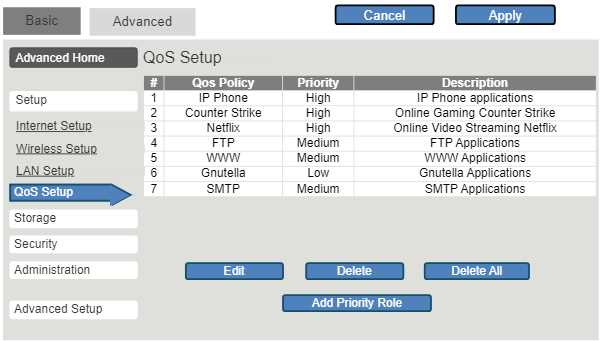 Basic Advanced Cancel Apply
Advanced Home QoS Setup
# Qos Policy Priority Description
1 IP Phone High IP Phone applications
2 Counter Strike High Online Gaming Counter Strike
3 Netflix High Online Video Streaming Netflix
4 FTP Medium FTP Applications
5 WWW Medium WWW Applications
6 Gnutella Low Gnutella Applications
7 SMTP Medium SMTP Applications
Setup
Internet Setup
Wireless Setup
LAN Setup
QoS Setup
Storage
Security
Administration
Advanced Setup
Edit Delete Delete All
Add Priority Role